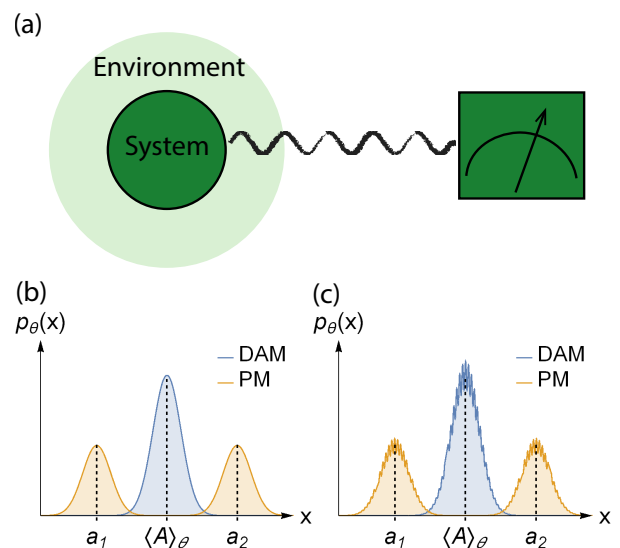 (a)
Environment
System
(b)
pθ(x)
DAM
PM
a1
⟨A⟩θ
a2
x
(c)
pθ(x)
DAM
PM
a1
⟨A⟩θ
a2
x